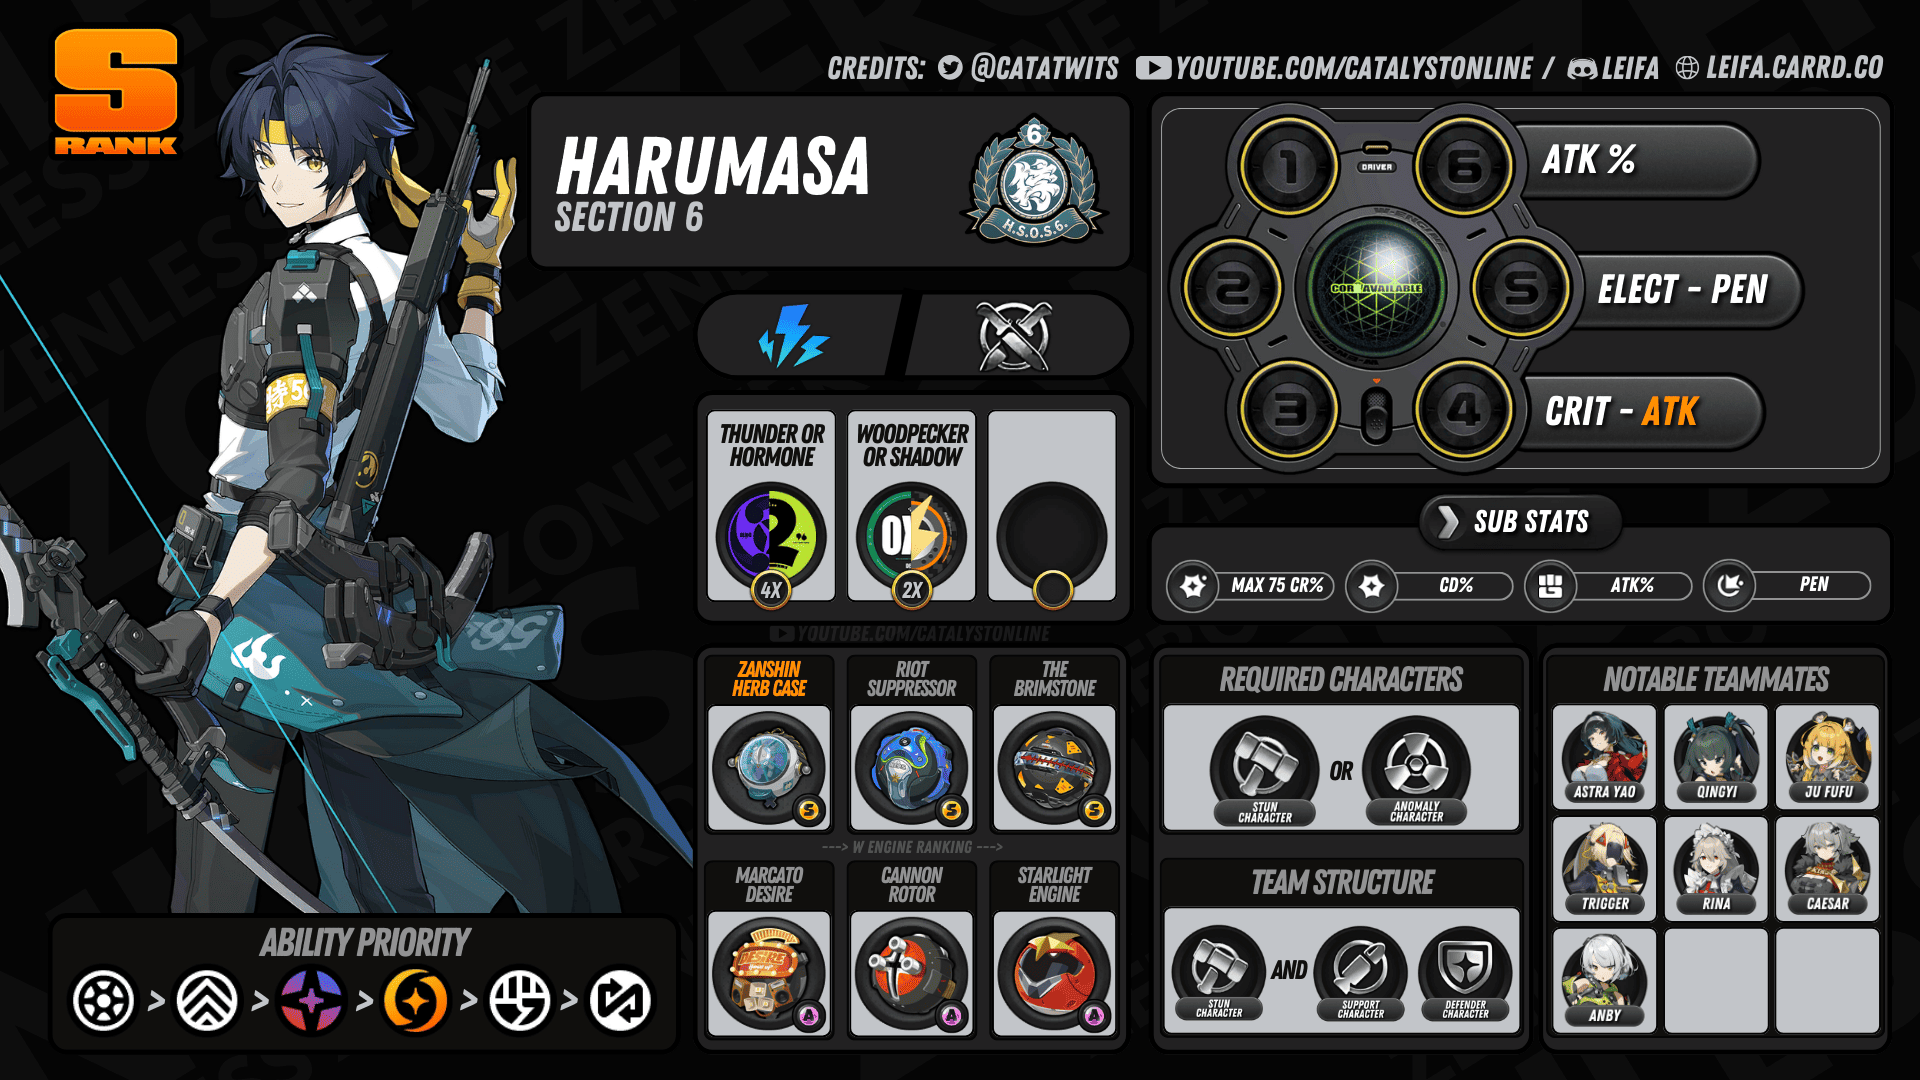 S
RANK
CREDITS: @CATATWITS YOUTUBE.COM/CATALYSTONLINE / LEIFA LEIFA.CARRD.CO
HARUMASA
SECTION 6
6
H.S.O.S.6.
1
6
DRIVER
ATK %
2
5
ELECT - PEN
3
4
CRIT - ATK
THUNDER OR
HORMONE
4X
WOODPECKER
OR SHADOW
2X
SUB STATS
MAX 75 CR%
CD%
ATK%
PEN
YOUTUBE.COM/CATALYSTONLINE
ZANSHIN
HERB CASE
S
RIOT
SUPPRESSOR
S
THE
BRIMSTONE
S
---> W ENGINE RANKING --->
MARCATO
DESIRE
A
CANNON
ROTOR
A
STARLIGHT
ENGINE
A
REQUIRED CHARACTERS
STUN
CHARACTER
OR
ANOMALY
CHARACTER
TEAM STRUCTURE
STUN
CHARACTER
AND
SUPPORT
CHARACTER
DEFENDER
CHARACTER
NOTABLE TEAMMATES
ASTRA YAO
QINGYI
JU FUFU
TRIGGER
RINA
CAESAR
ANBY
ABILITY PRIORITY
> > > > >